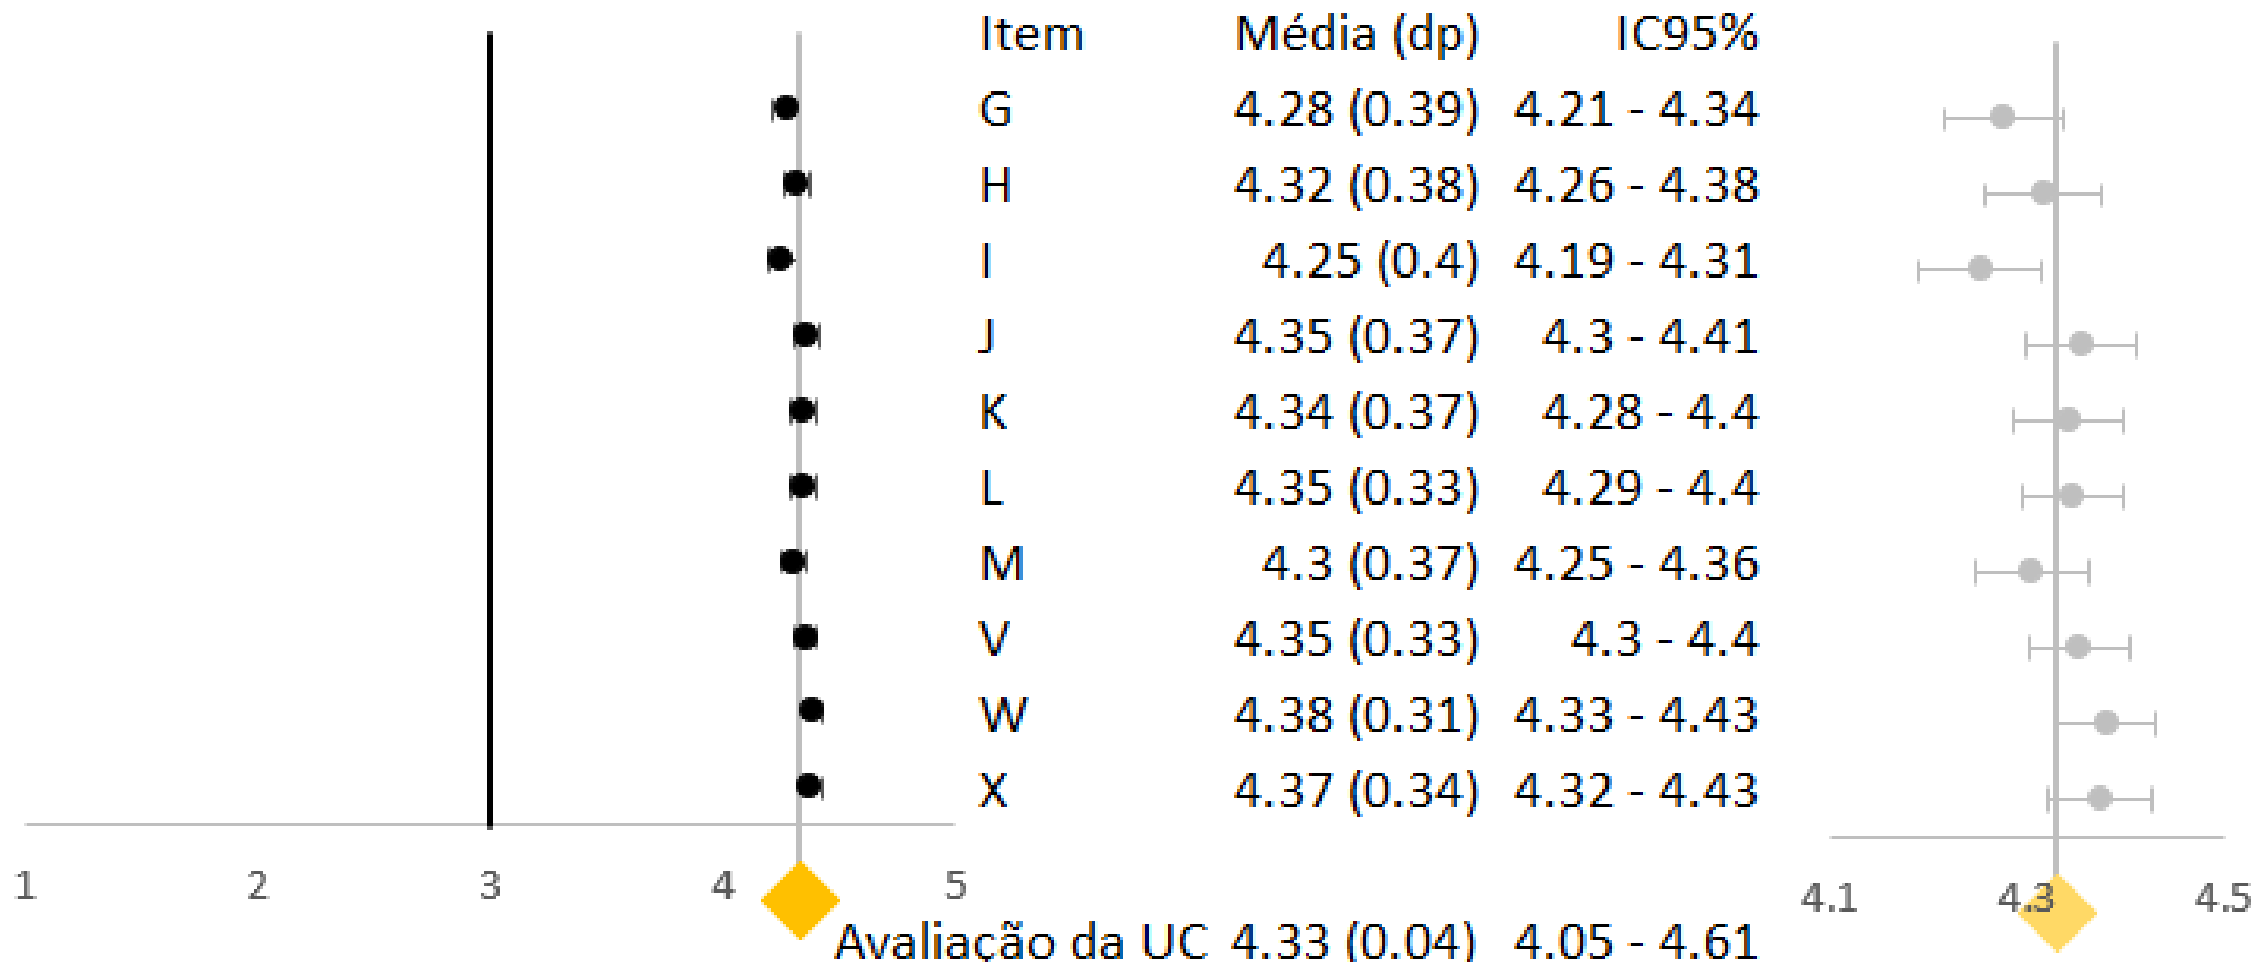 Item Média (dp) IC95%
G 4.28 (0.39) 4.21 - 4.34
H 4.32 (0.38) 4.26 - 4.38
I 4.25 (0.4) 4.19 - 4.31
J 4.35 (0.37) 4.3 - 4.41
K 4.34 (0.37) 4.28 - 4.4
L 4.35 (0.33) 4.29 - 4.4
M 4.3 (0.37) 4.25 - 4.36
V 4.35 (0.33) 4.3 - 4.4
W 4.38 (0.31) 4.33 - 4.43
X 4.37 (0.34) 4.32 - 4.43
1 2 3 4 5
4.1 4.3 4.5
Avaliação da UC 4.33 (0.04) 4.05 - 4.61